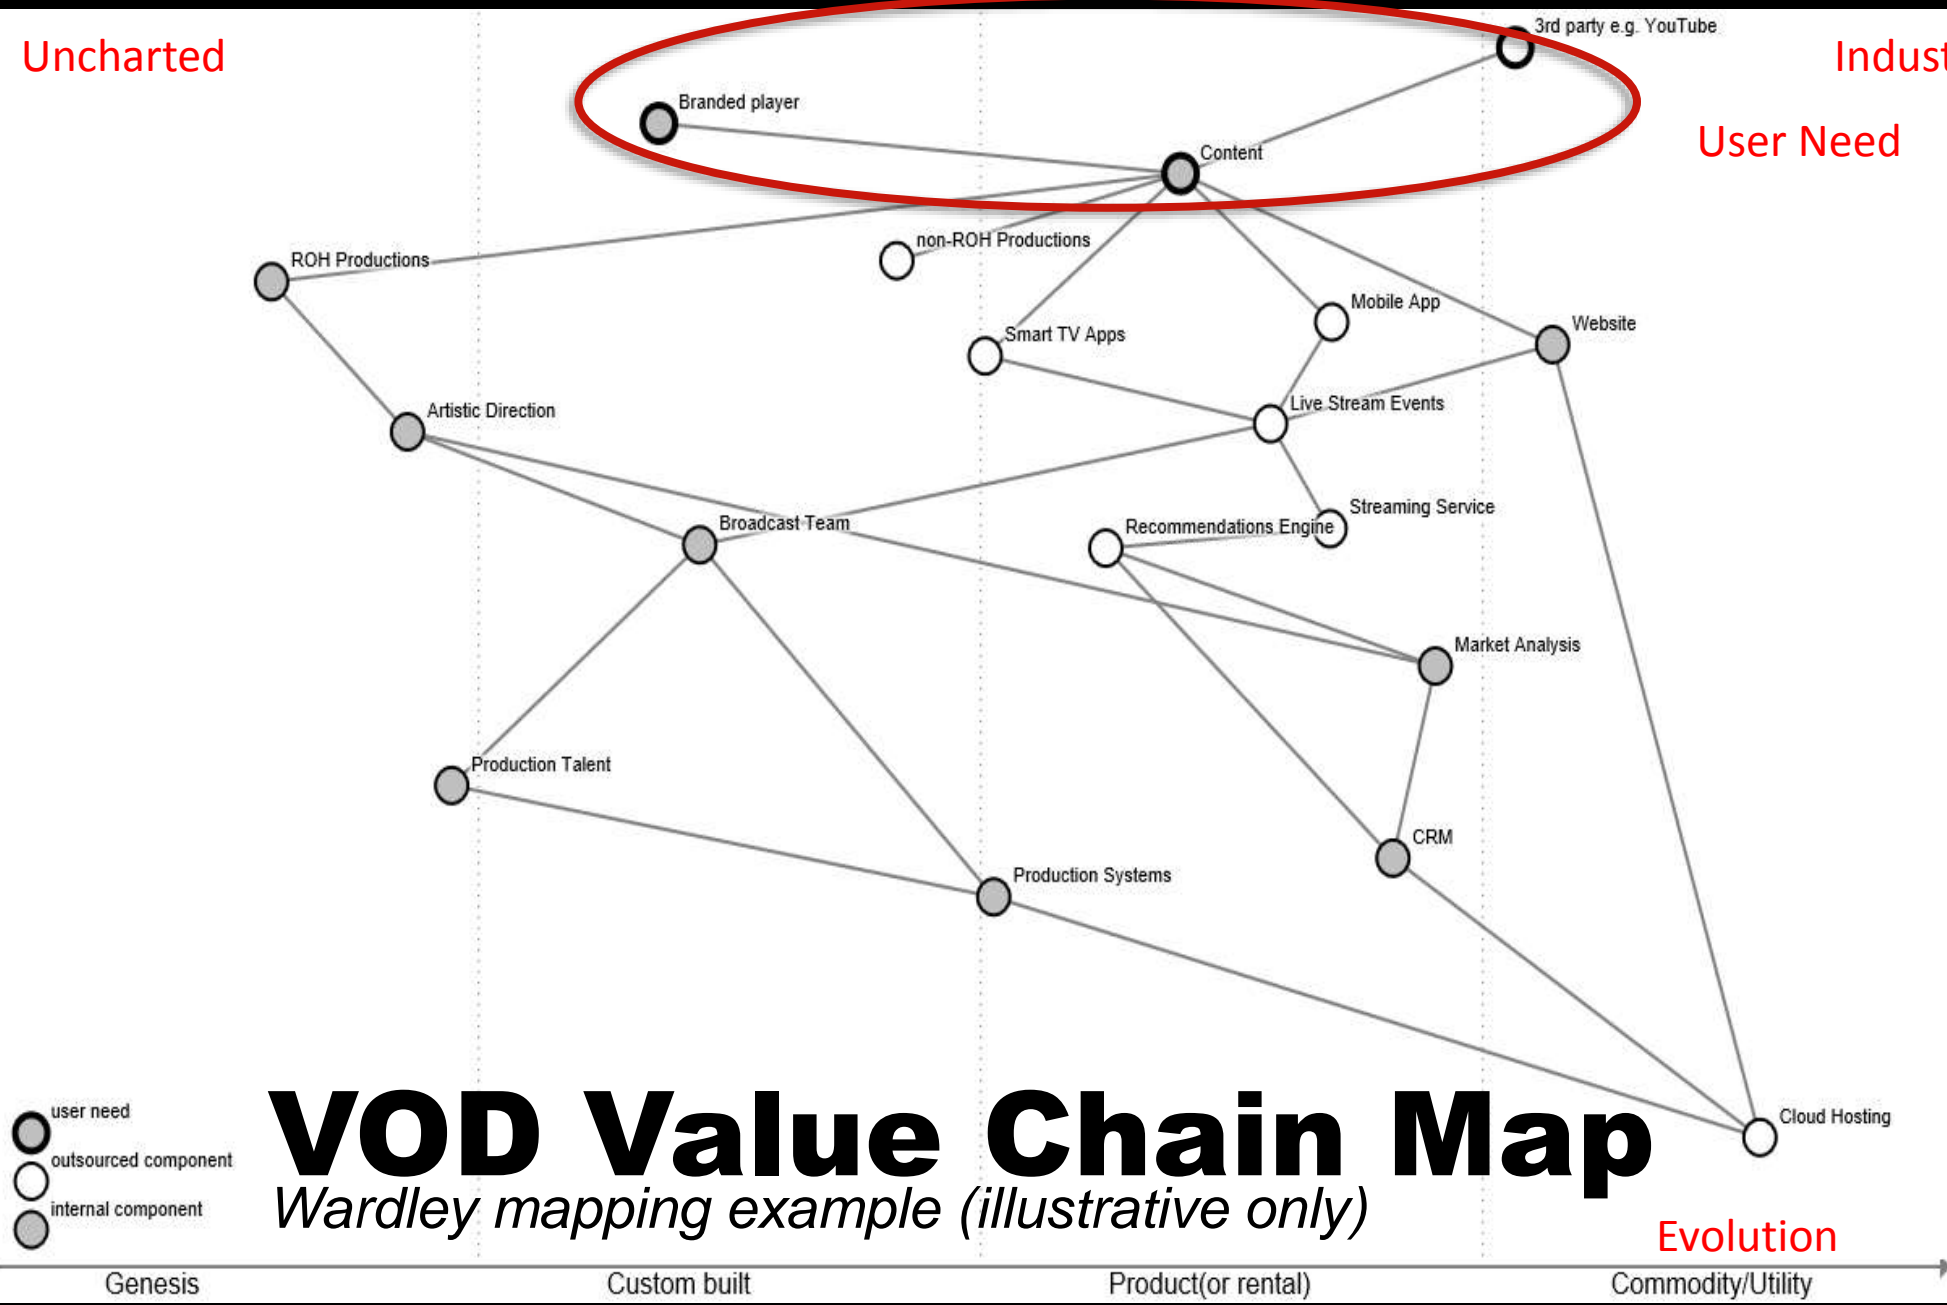 3rd party e.g. YouTube
Uncharted
Indust
Branded player
User Need
Content
non-ROH Productions
ROH Productions
Mobile App
Website
Smart TV Apps
Live Stream Events
Artistic Direction
Streaming Service
Broadcast Team
Recommendations Engine
Market Analysis
Production Talent
CRM
Production Systems
user need
VOD Value Chain Map
Cloud Hosting
outsourced component
internal component
Wardley mapping example (illustrative only)
Evolution
Genesis
Custom built
Product(or rental)
Commodity/Utility